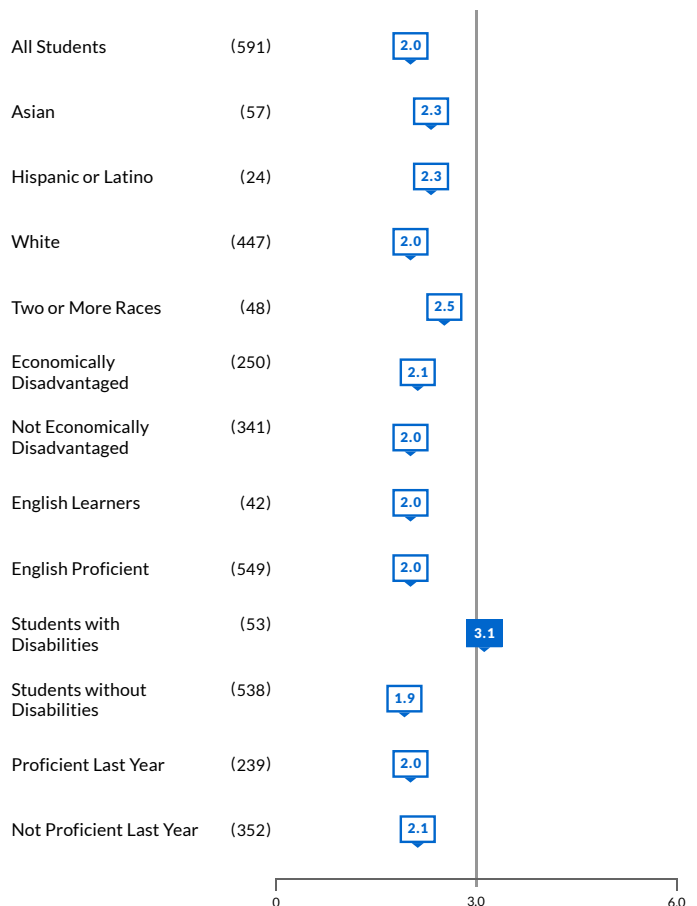 All Students (591) 2.0
Asian (57) 2.3
Hispanic or Latino (24) 2.3
White (447) 2.0
Two or More Races (48) 2.5
Economically (250)
Disadvantaged 2.1
Not Economically (341)
Disadvantaged 2.0
English Learners (42) 2.0
English Proficient (549) 2.0
Students with (53)
Disabilities 3.1
Students without (538)
Disabilities 1.9
Proficient Last Year (239) 2.0
Not Proficient Last Year (352) 2.1
0 3.0 6.0